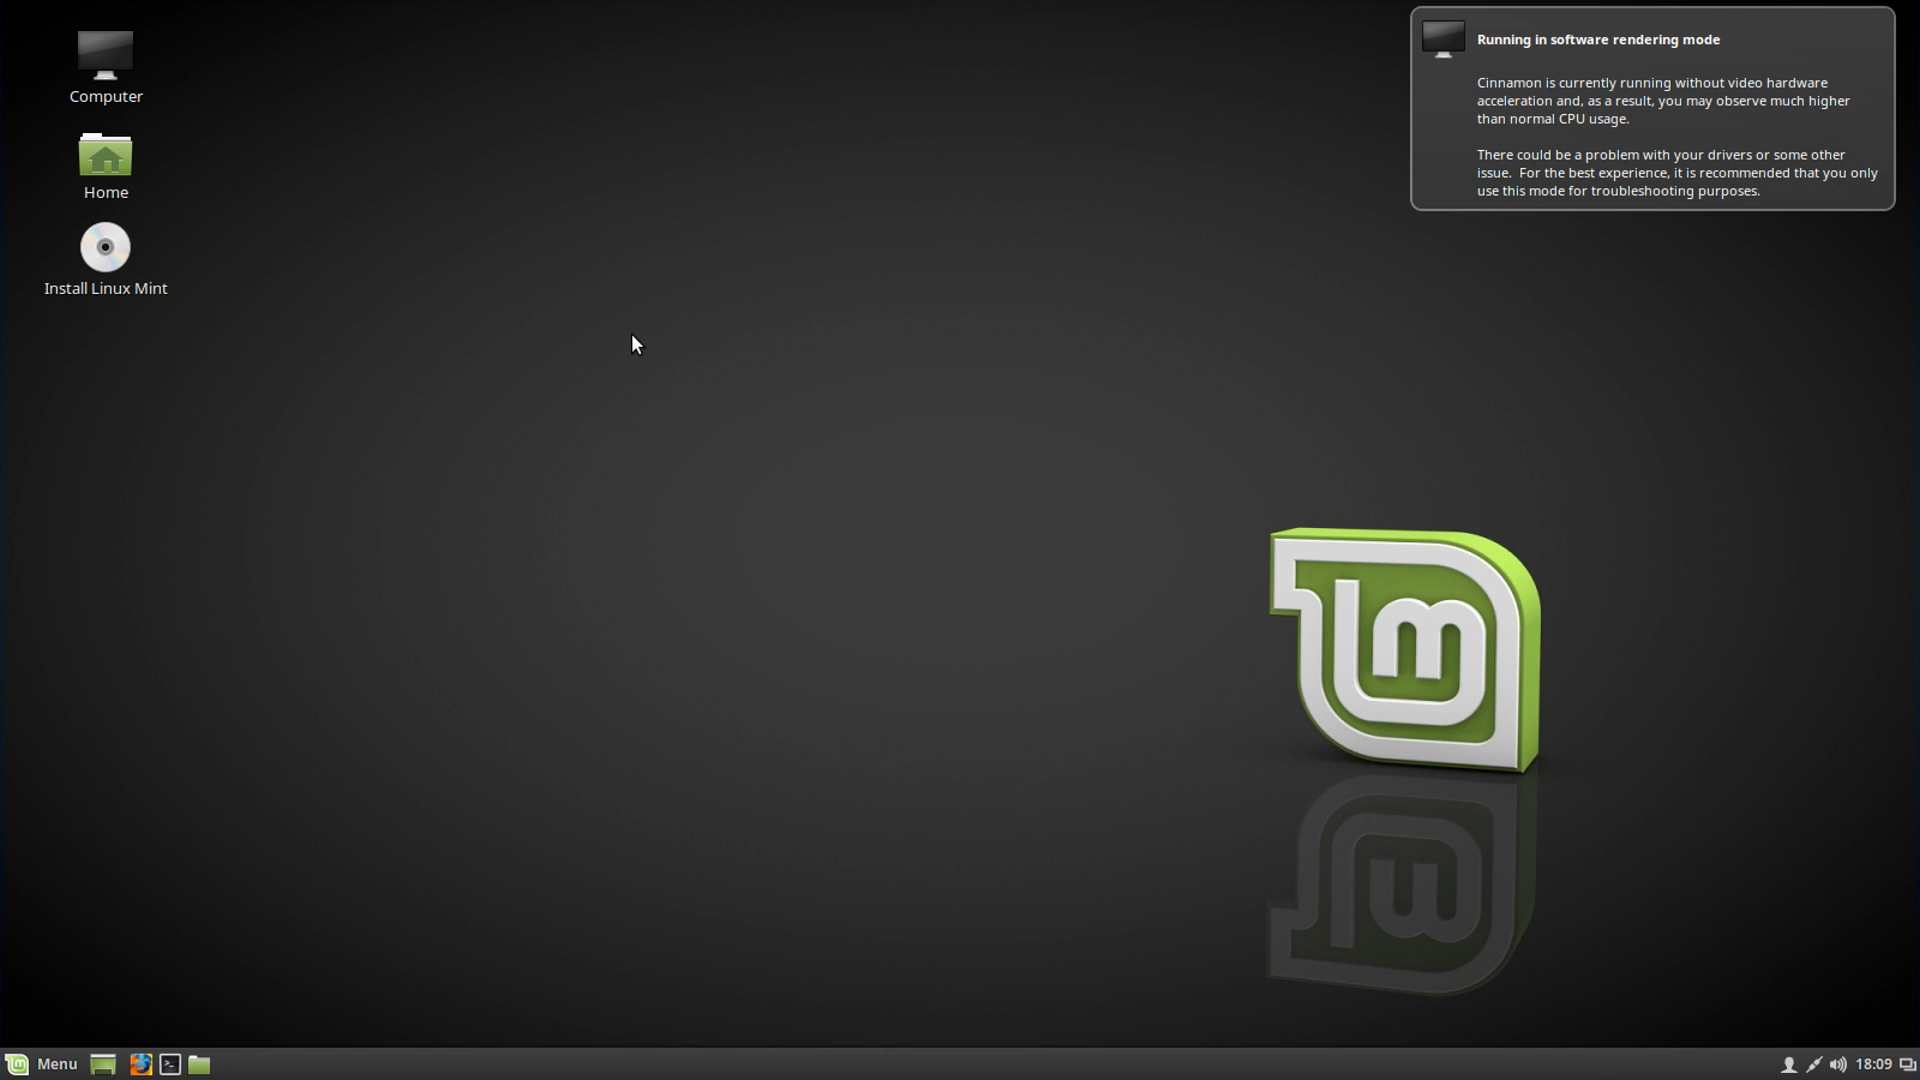 Computer
Home
Install Linux Mint
Running in software rendering mode
Cinnamon is currently running without video hardware
acceleration and, as a result, you may observe much higher
than normal CPU usage.
There could be a problem with your drivers or some other
issue.  For the best experience, it is recommended that you only
use this mode for troubleshooting purposes.
lm
Menu
18:09